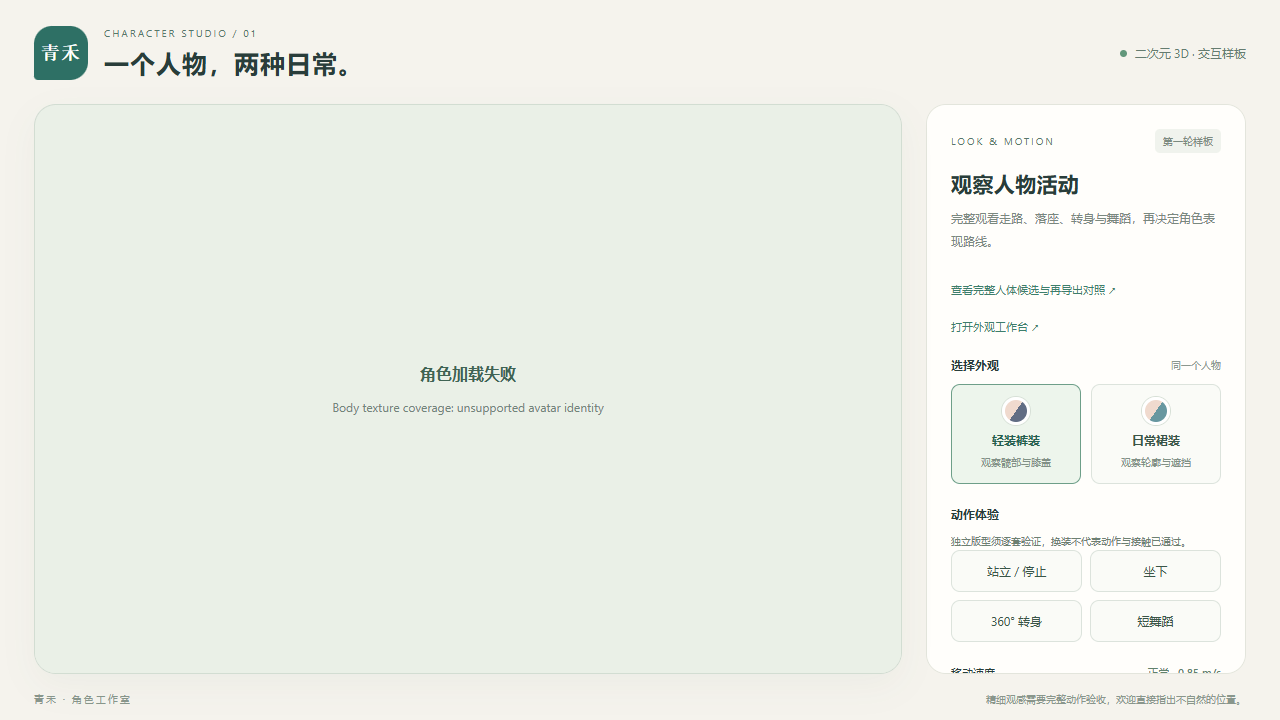 青禾
CHARACTER STUDIO / 01
一个人物，两种日常。
二次元 3D · 交互样板
角色加载失败
Body texture coverage: unsupported avatar identity
LOOK & MOTION
第一轮样板
观察人物活动
完整观看走路、落座、转身与舞蹈，再决定角色表
现路线。
查看完整人体候选与再导出对照 ↗
打开外观工作台 ↗
选择外观
同一个人物
轻装裤装
观察髋部与膝盖
日常裙装
观察轮廓与遮挡
动作体验
独立版型须逐套验证，换装不代表动作与接触已通过。
站立 / 停止
坐下
360° 转身
短舞蹈
移动速度
正常 · 0.85 m/s
青禾 · 角色工作室
精细观感需要完整动作验收，欢迎直接指出不自然的位置。